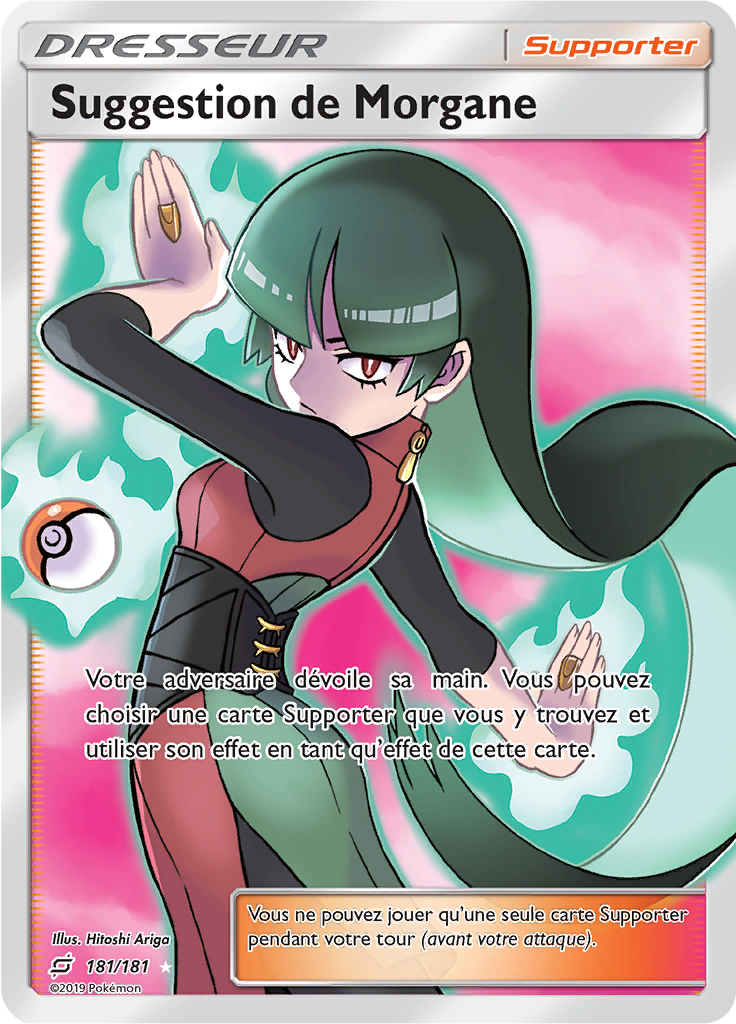 DRESSEUR
Supporter
Suggestion de Morgane
Votre adversaire dévoile sa main. Vous pouvez
choisir une carte Supporter que vous y trouvez et
utiliser son effet en tant qu'effet de cette carte.
Vous ne pouvez jouer qu'une seule carte Supporter
pendant votre tour (avant votre attaque).
Illus. Hitoshi Ariga
181/181
©2019 Pokémon